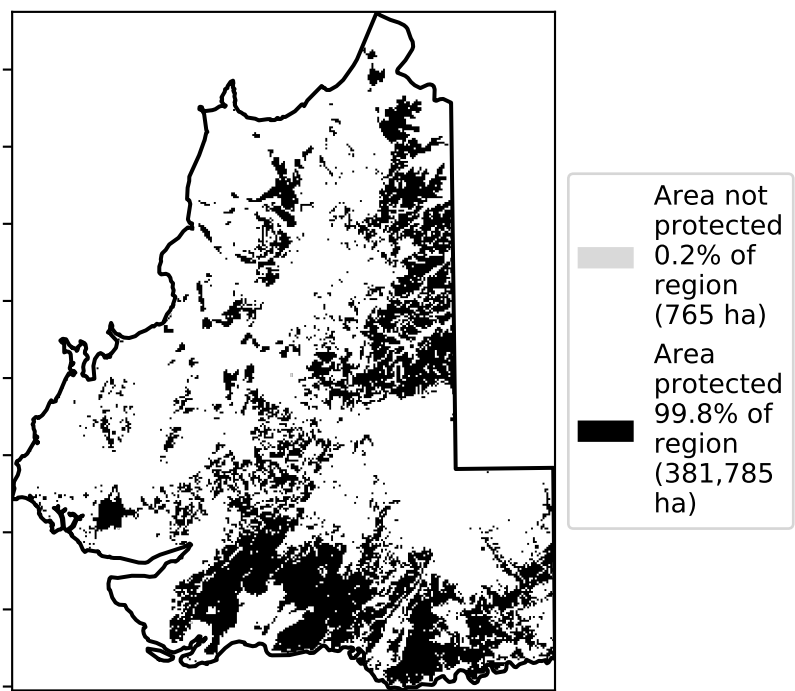 Area not
protected
0.2% of
region
(765 ha)
Area
protected
99.8% of
region
(381,785
ha)